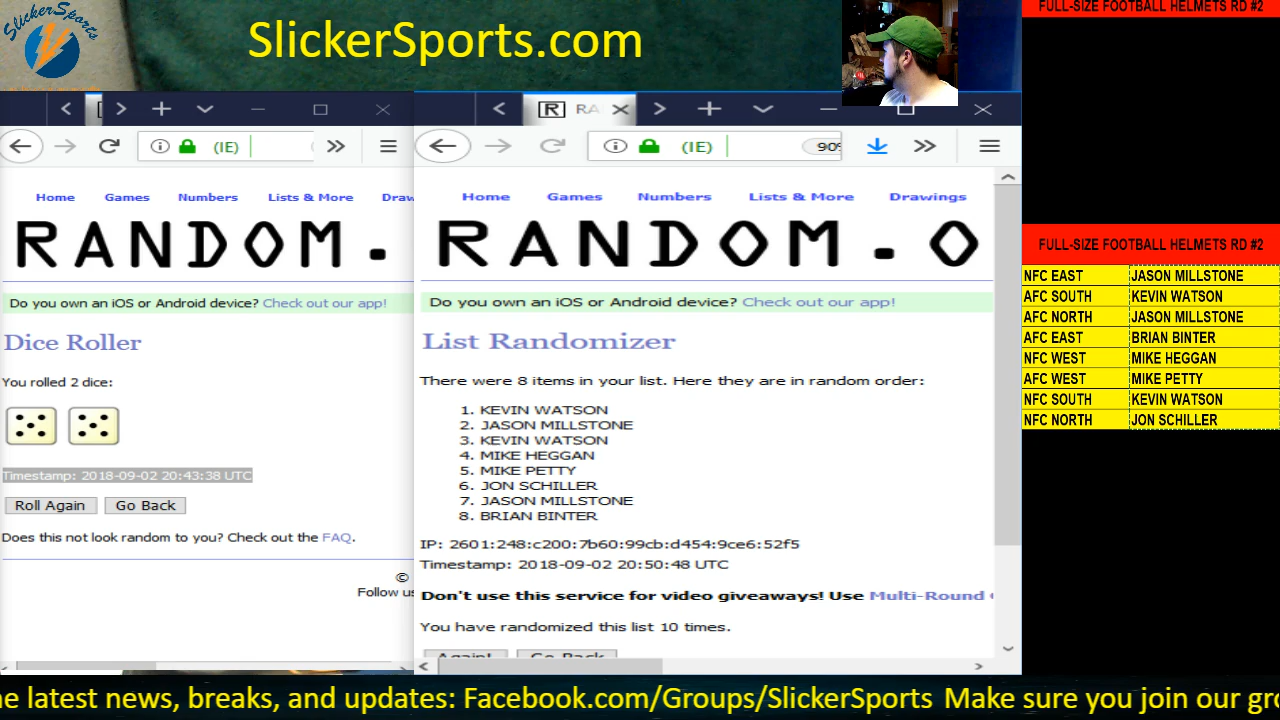 SlickerSports
SlickerSports.com
FULL-SIZE FOOTBALL HELMETS RD #2
(IE)
Home Games Numbers Lists & More Draw
RANDOM.
Do you own an iOS or Android device? Check out our app!
Dice Roller
You rolled 2 dice:
Timestamp: 2018-09-02 20:43:38 UTC
Roll Again Go Back
Does this not look random to you? Check out the FAQ.
©
Follow us
R RA
(IE) 90%
Home Games Numbers Lists & More Drawings
RANDOM.O
Do you own an iOS or Android device? Check out our app!
List Randomizer
There were 8 items in your list. Here they are in random order:
1. KEVIN WATSON
2. JASON MILLSTONE
3. KEVIN WATSON
4. MIKE HEGGAN
5. MIKE PETTY
6. JON SCHILLER
7. JASON MILLSTONE
8. BRIAN BINTER
IP: 2601:248:c200:7b60:99cb:d454:9ce6:52f5
Timestamp: 2018-09-02 20:50:48 UTC
Don't use this service for video giveaways! Use Multi-Round
You have randomized this list 10 times.
Again! Go Back
FULL-SIZE FOOTBALL HELMETS RD #2
NFC EAST JASON MILLSTONE
AFC SOUTH KEVIN WATSON
AFC NORTH JASON MILLSTONE
AFC EAST BRIAN BINTER
NFC WEST MIKE HEGGAN
AFC WEST MIKE PETTY
NFC SOUTH KEVIN WATSON
NFC NORTH JON SCHILLER
he latest news, breaks, and updates: Facebook.com/Groups/SlickerSports Make sure you join our gro